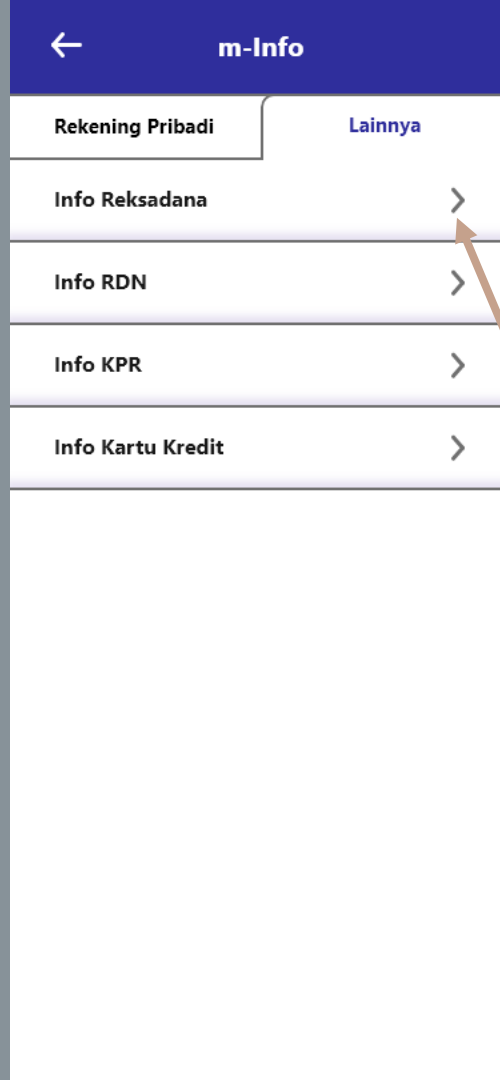 m-Info
Rekening Pribadi
Lainnya
Info Reksadana
Info RDN
Info KPR
Info Kartu Kredit